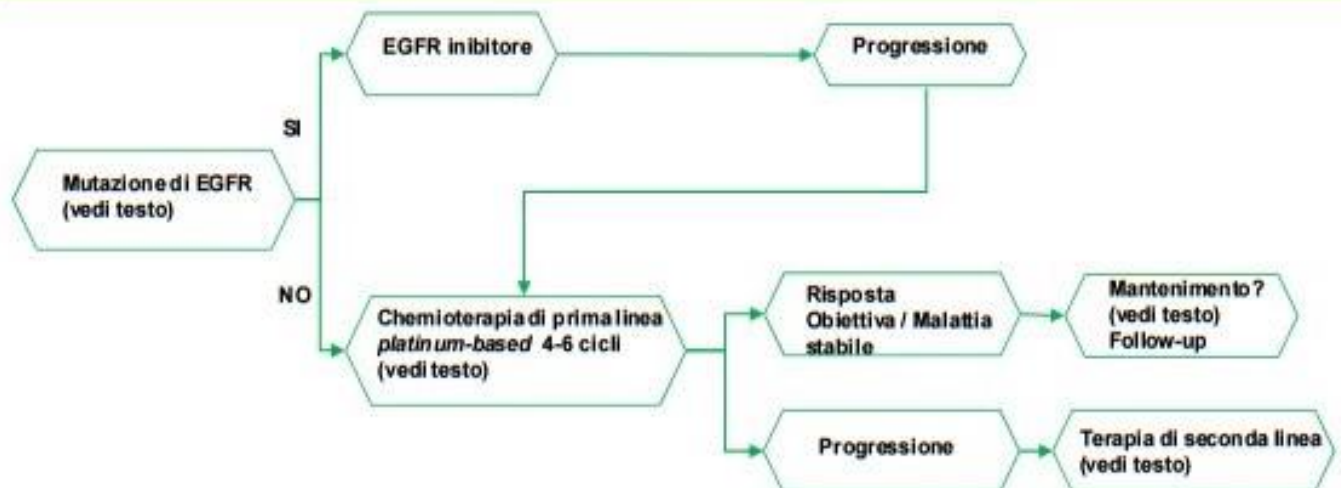 EGFR inibitore
Progressione
SI
Mutazione di EGFR
(vedi testo)
NO
Chemioterapia di prima linea
platinum-based 4-6 cicli
(vedi testo)
Risposta
Obiettiva / Malattia
stabile
Mantenimento?
(vedi testo)
Follow-up
Progressione
Terapia di seconda linea
(vedi testo)